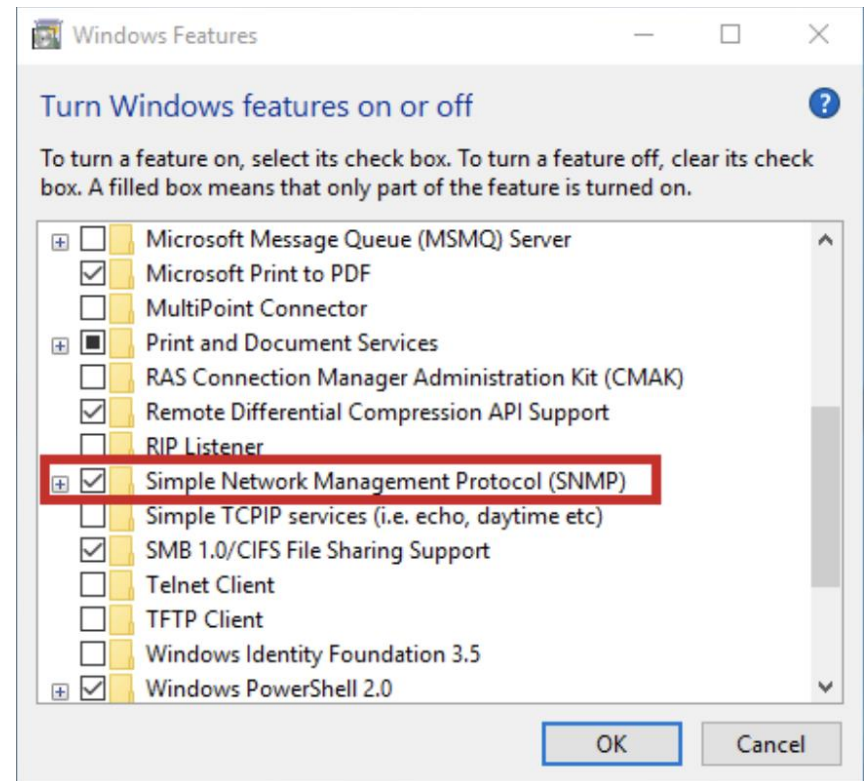 Windows Features
Turn Windows features on or off
To turn a feature on, select its check box. To turn a feature off, clear its check
box. A filled box means that only part of the feature is turned on.
Microsoft Message Queue (MSMQ) Server
Microsoft Print to PDF
MultiPoint Connector
Print and Document Services
RAS Connection Manager Administration Kit (CMAK)
Remote Differential Compression API Support
RIP Listener
Simple Network Management Protocol (SNMP)
Simple TCPIP services (i.e. echo, daytime etc)
SMB 1.0/CIFS File Sharing Support
Telnet Client
TFTP Client
Windows Identity Foundation 3.5
Windows PowerShell 2.0
OK Cancel